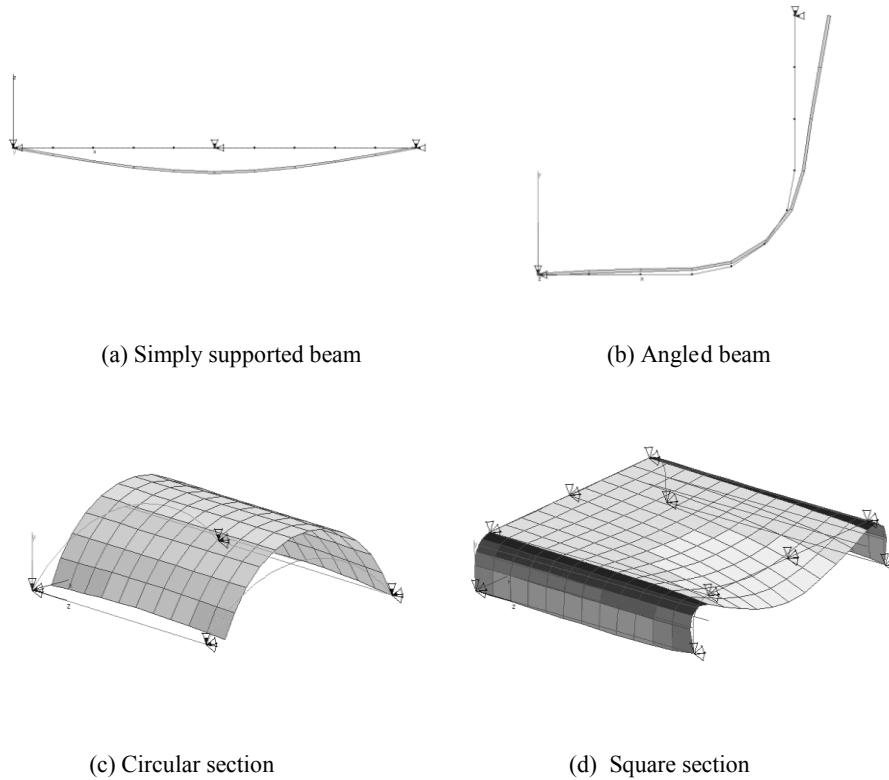 (a) Simply supported beam
(b) Angled beam
(c) Circular section
(d) Square section